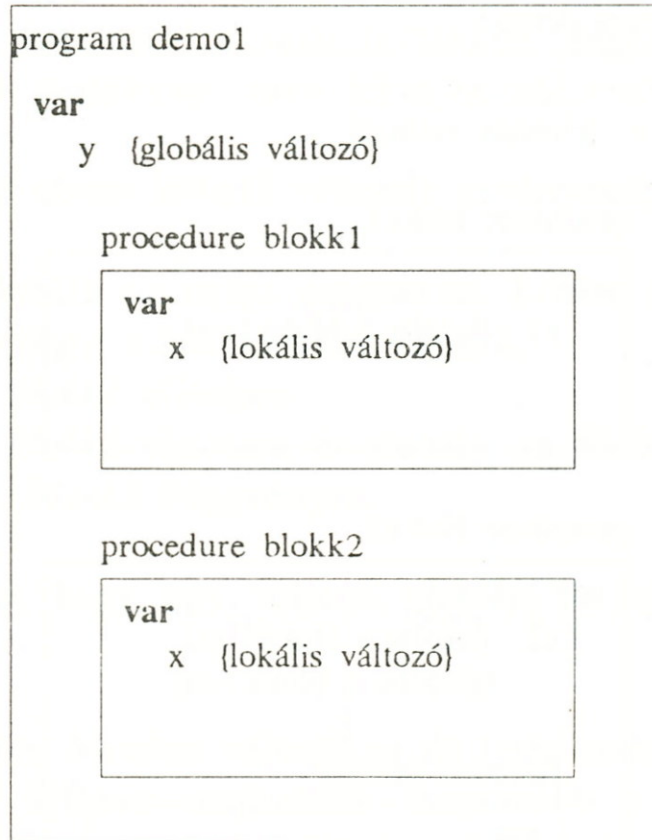 program demo1
var
y {globális változó}
procedure blokk1
var
x {lokális változó}
procedure blokk2
var
x {lokális változó}